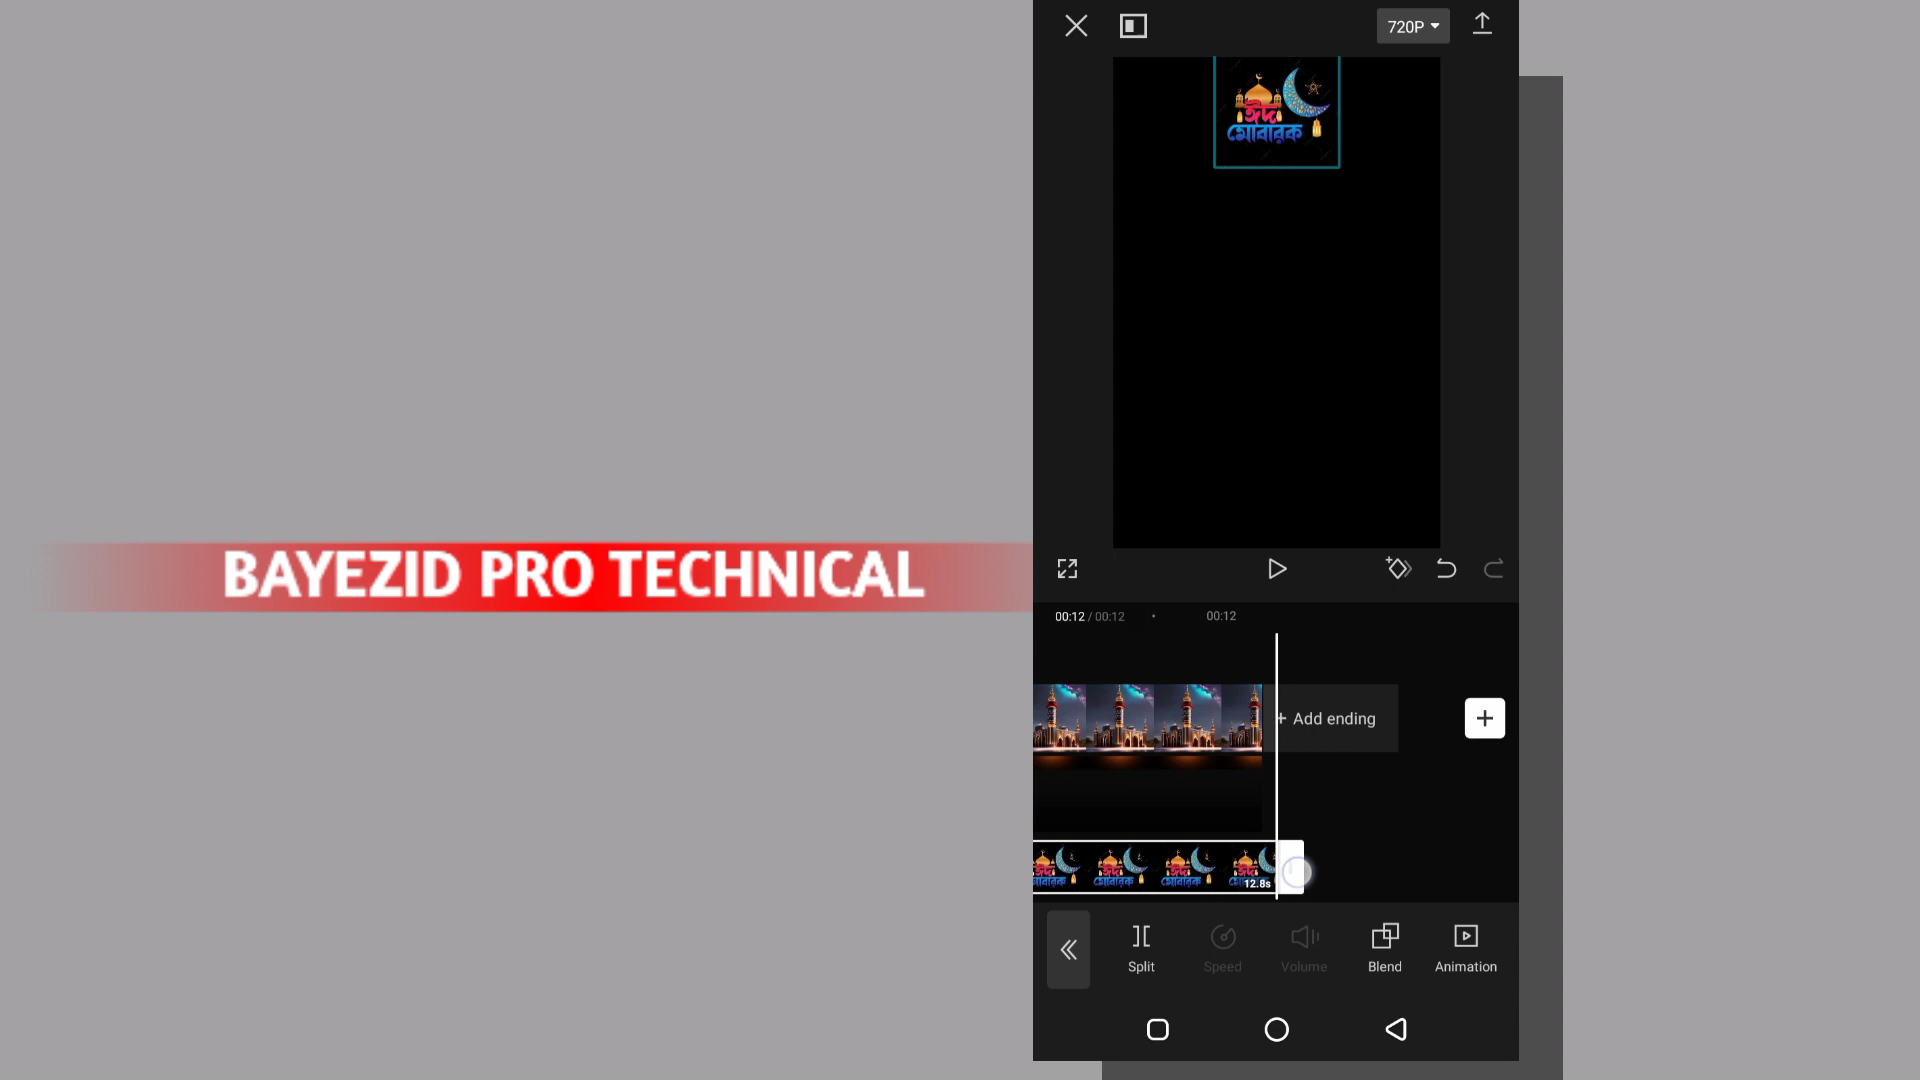 720P
ঈদ
মোবারক
BAYEZID PRO TECHNICAL
00:12 / 00:12
00:12
+ Add ending
12.8s
Split
Speed
Volume
Blend
Animation